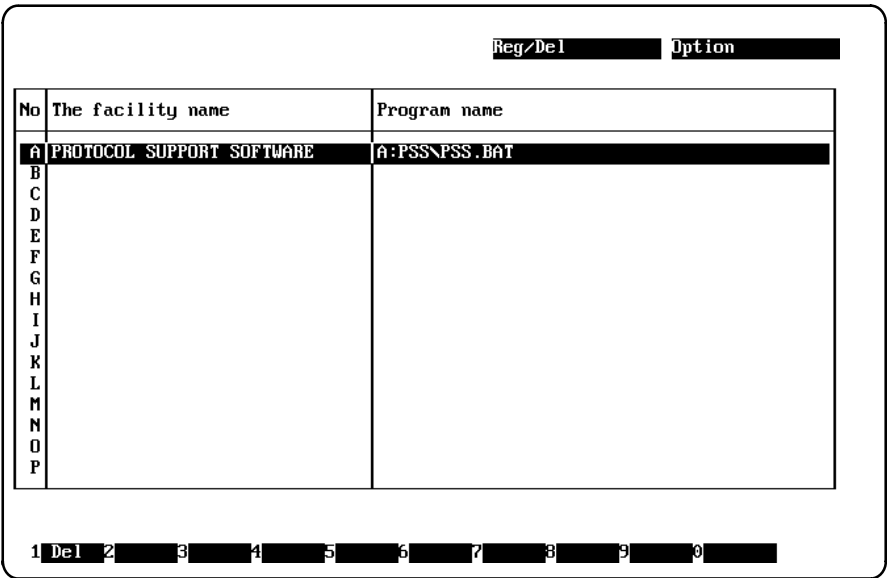 Reg/Del Option
No The facility name Program name
A PROTOCOL SUPPORT SOFTWARE A:PSS\PSS.BAT
B
C
D
E
F
G
H
I
J
K
L
M
N
O
P
1 Del 2 3 4 5 6 7 8 9 0